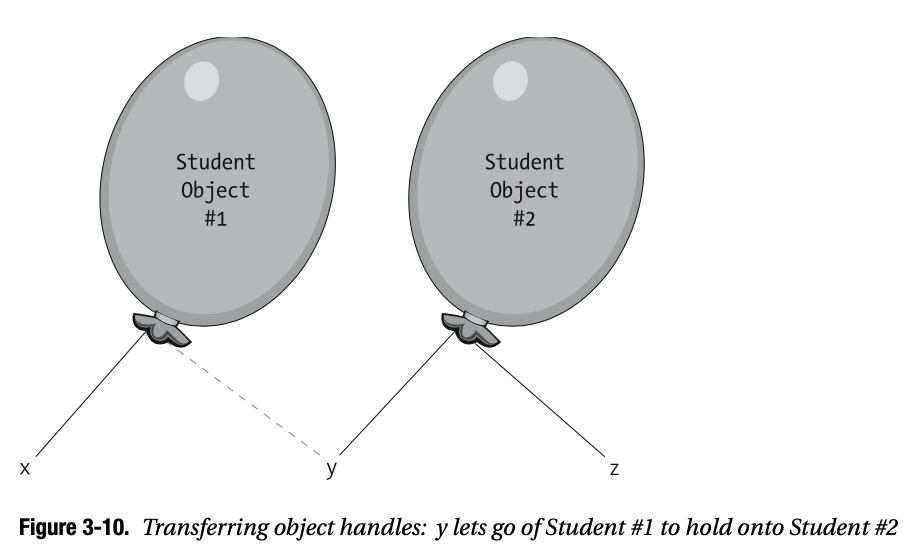 Student
Object
#1
Student
Object
#2
x
y
z
Figure 3-10. Transferring object handles: y lets go of Student #1 to hold onto Student #2